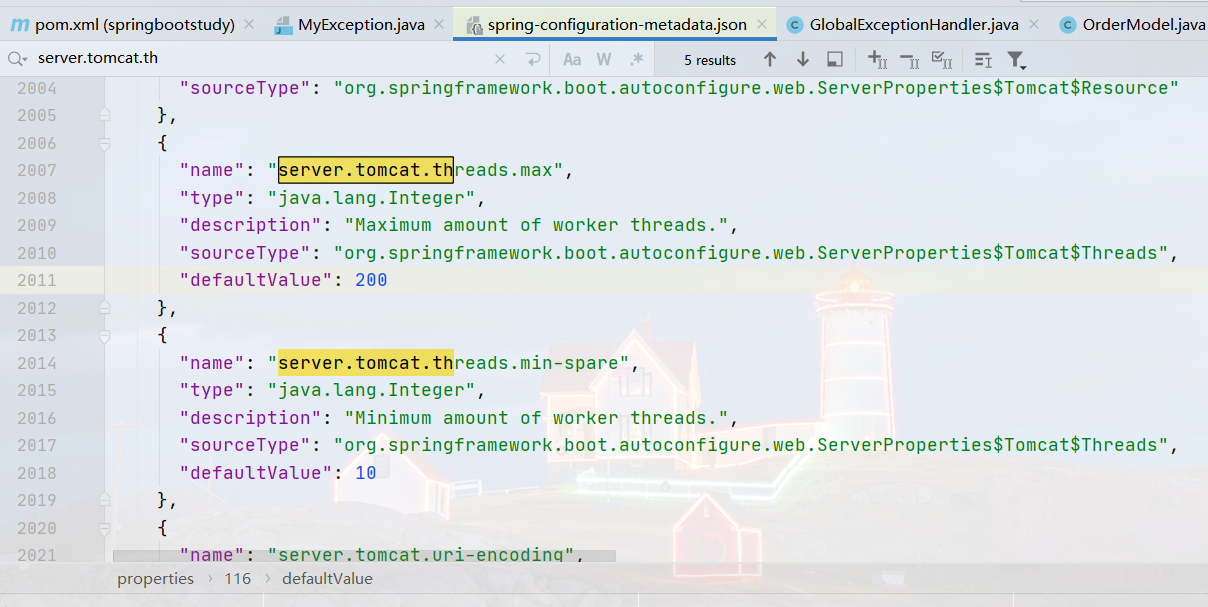 pom.xml (springbootstudy) MyException.java spring-configuration-metadata.json GlobalExceptionHandler.java OrderModel.java
server.tomcat.th Aa W .* 5 results
2004 "sourceType": "org.springframework.boot.autoconfigure.web.ServerProperties$Tomcat$Resource"
2005 },
2006 {
2007 "name": "server.tomcat.threads.max",
2008 "type": "java.lang.Integer",
2009 "description": "Maximum amount of worker threads.",
2010 "sourceType": "org.springframework.boot.autoconfigure.web.ServerProperties$Tomcat$Threads",
2011 "defaultValue": 200
2012 },
2013 {
2014 "name": "server.tomcat.threads.min-spare",
2015 "type": "java.lang.Integer",
2016 "description": "Minimum amount of worker threads.",
2017 "sourceType": "org.springframework.boot.autoconfigure.web.ServerProperties$Tomcat$Threads",
2018 "defaultValue": 10
2019 },
2020 {
2021 "name": "server.tomcat.uri-encoding",
properties › 116 › defaultValue